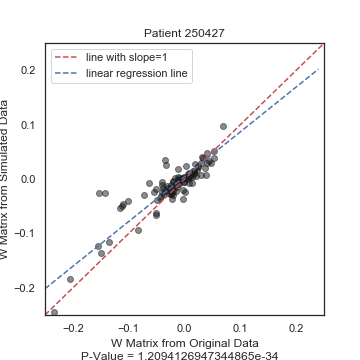 Patient 250427
line with slope=1
linear regression line
W Matrix from Simulated Data
0.2
0.1
0.0
−0.1
−0.2
−0.2
−0.1
0.0
0.1
0.2
W Matrix from Original Data
P-Value = 1.2094126947344865e-34